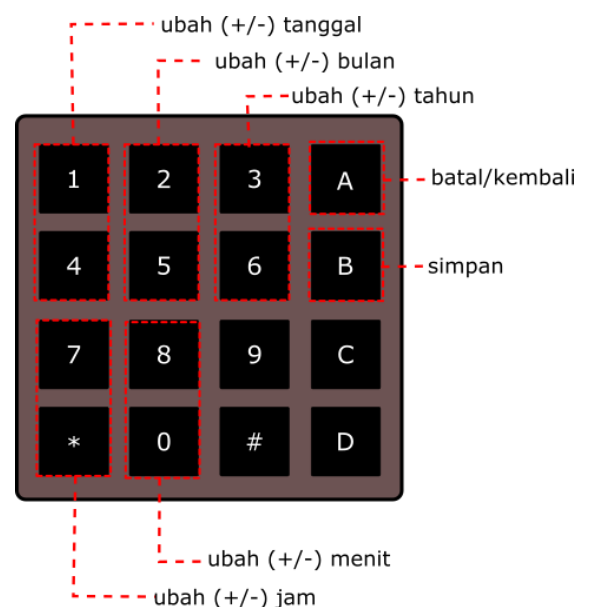 ubah (+/-) tanggal
ubah (+/-) bulan
ubah (+/-) tahun
1 2 3 A
batal/kembali
4 5 6 B
simpan
7 8 9 C
* 0 # D
ubah (+/-) menit
ubah (+/-) jam